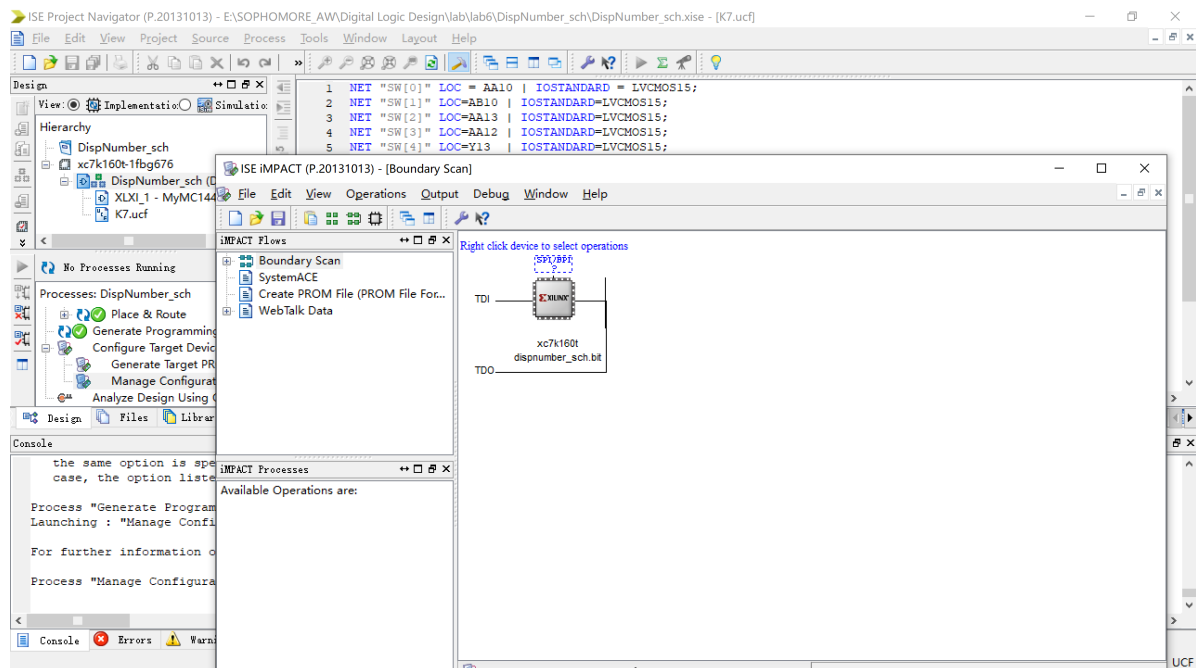 ISE Project Navigator (P.20131013) - E:\SOPHOMORE_AW\Digital Logic Design\lab\lab6\DispNumber_sch\DispNumber_sch.xise - [K7.ucf]
File Edit View Project Source Process Tools Window Layout Help
Design
View: Implementatio Simulatio
Hierarchy
DispNumber_sch
xc7k160t-1fbg676
DispNumber_sch (D
XLXI_1 - MyMC144
K7.ucf
1 NET "SW[0]" LOC = AA10 | IOSTANDARD = LVCMOS15;
2 NET "SW[1]" LOC=AB10 | IOSTANDARD=LVCMOS15;
3 NET "SW[2]" LOC=AA13 | IOSTANDARD=LVCMOS15;
4 NET "SW[3]" LOC=AA12 | IOSTANDARD=LVCMOS15;
5 NET "SW[4]" LOC=Y13 | IOSTANDARD=LVCMOS15;
No Processes Running
Processes: DispNumber_sch
Place & Route
Generate Programming
Configure Target Devic
Generate Target PR
Manage Configurat
Analyze Design Using C
Design Files Librar
Console
the same option is spe
case, the option liste
Process "Generate Program
Launching : "Manage Confi
For further information o
Process "Manage Configura
Console Errors Warni
ISE iMPACT (P.20131013) - [Boundary Scan]
File Edit View Operations Output Debug Window Help
iMPACT Flows
Boundary Scan
SystemACE
Create PROM File (PROM File For...
WebTalk Data
iMPACT Processes
Available Operations are:
Right click device to select operations
SPI/BPI
?
TDI
XILINX
xc7k160t
dispnumber_sch.bit
TDO
UCF